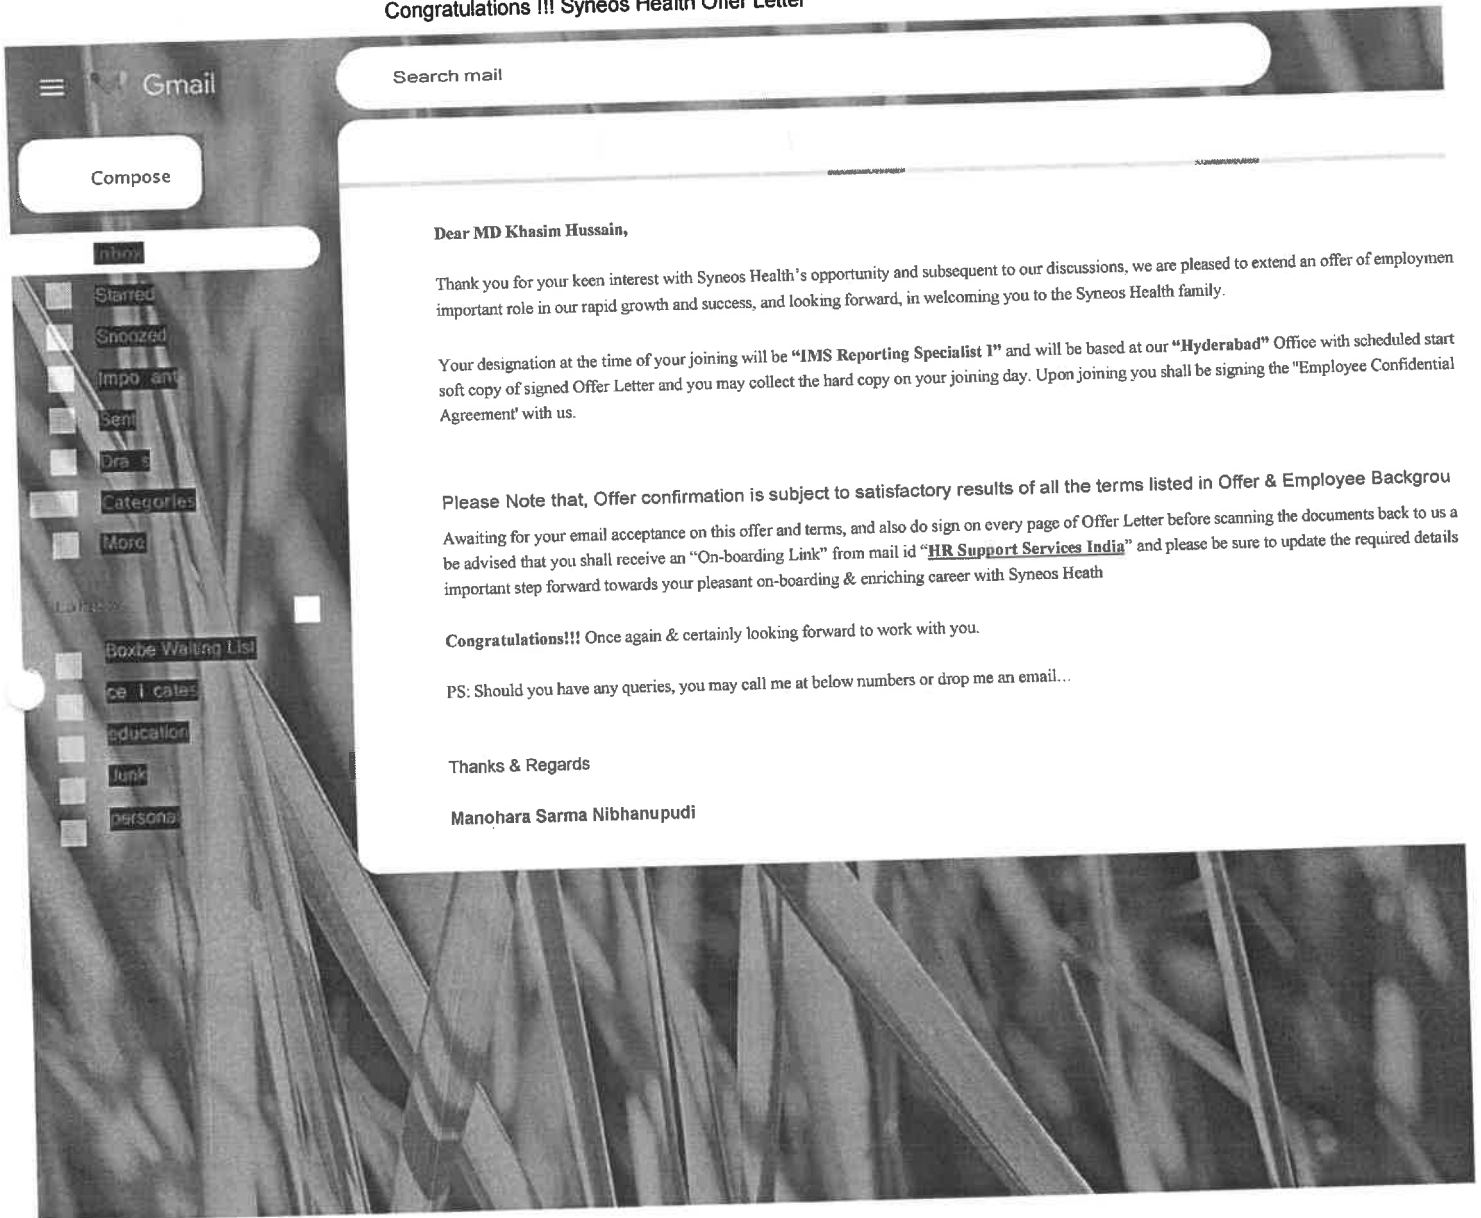 Congratulations !!! Syneos Health Offer Letter
Gmail
Search mail
Compose
Inbox
Starred
Snoozed
Impo ant
Sent
Dra s
Categories
More
Boxbe Waiting List
ce i cates
education
Junk
persona
Dear MD Khasim Hussain,
Thank you for your keen interest with Syneos Health's opportunity and subsequent to our discussions, we are pleased to extend an offer of employmen
important role in our rapid growth and success, and looking forward, in welcoming you to the Syneos Health family.
Your designation at the time of your joining will be “IMS Reporting Specialist I” and will be based at our “Hyderabad” Office with scheduled start
soft copy of signed Offer Letter and you may collect the hard copy on your joining day. Upon joining you shall be signing the "Employee Confidential
Agreement' with us.
Please Note that, Offer confirmation is subject to satisfactory results of all the terms listed in Offer & Employee Backgrou
Awaiting for your email acceptance on this offer and terms, and also do sign on every page of Offer Letter before scanning the documents back to us a
be advised that you shall receive an “On-boarding Link” from mail id “HR Support Services India” and please be sure to update the required details
important step forward towards your pleasant on-boarding & enriching career with Syneos Heath
Congratulations!!! Once again & certainly looking forward to work with you.
PS: Should you have any queries, you may call me at below numbers or drop me an email…
Thanks & Regards
Manohara Sarma Nibhanupudi